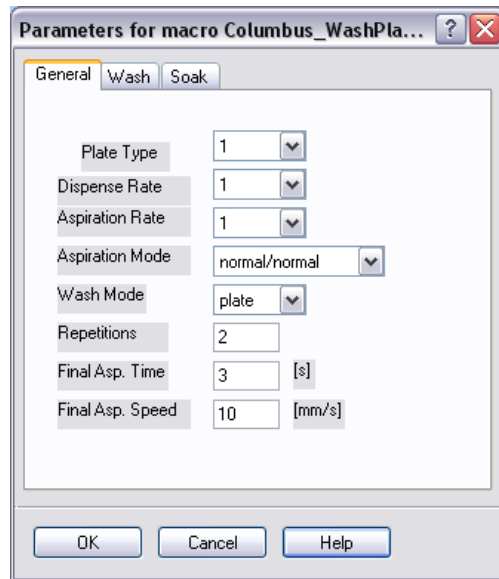 Parameters for macro Columbus_WashPla... ?
General Wash Soak
Plate Type 1
Dispense Rate 1
Aspiration Rate 1
Aspiration Mode normal/normal
Wash Mode plate
Repetitions 2
Final Asp. Time 3 [s]
Final Asp. Speed 10 [mm/s]
OK Cancel Help